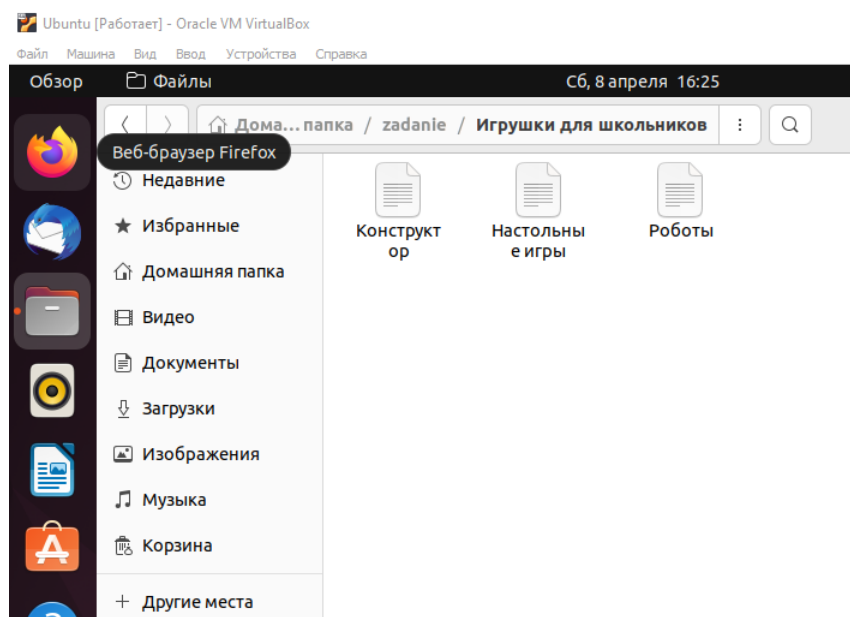 Ubuntu [Работает] - Oracle VM VirtualBox
Файл Машина Вид Ввод Устройства Справка
Обзор Файлы Сб, 8 апреля 16:25
Дома... папка / zadanie / Игрушки для школьников
Веб-браузер Firefox
Недавние
Избранные
Домашняя папка
Видео
Документы
Загрузки
Изображения
Музыка
Корзина
+ Другие места
Конструкт
ор
Настольны
е игры
Роботы